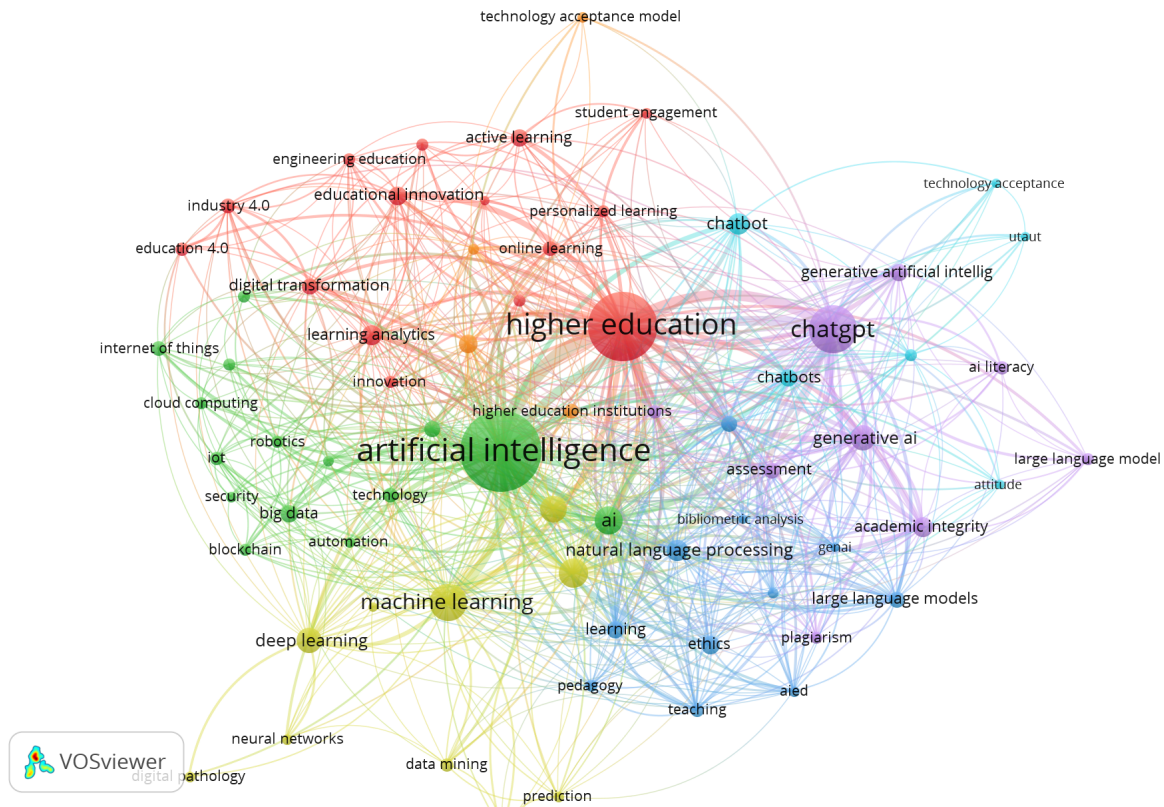 technology acceptance model
student engagement
active learning
engineering education
technology acceptance
educational innovation
industry 4.0
personalized learning
chatbot
utaut
education 4.0
online learning
generative artificial intellig
digital transformation
higher education
chatgpt
learning analytics
internet of things
ai literacy
innovation
chatbots
cloud computing
higher education institutions
generative ai
robotics
artificial intelligence
iot
large language model
assessment
attitude
security
technology
big data
ai
bibliometric analysis
academic integrity
blockchain
automation
natural language processing
genai
machine learning
large language models
deep learning
learning
plagiarism
ethics
pedagogy
aied
teaching
neural networks
VOSviewer
data mining
digital pathology
prediction